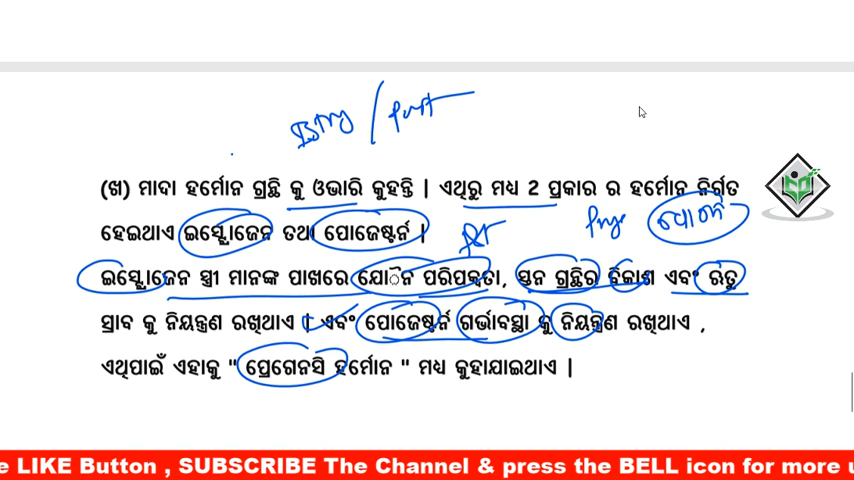 (ଖ) ମାଦା ହର୍ମୋନ ଗ୍ରନ୍ଥି କୁ ଓଭାରି କୁହନ୍ତି | ଏଥିରୁ ମଧ୍ୟ 2 ପ୍ରକାର ର ହର୍ମୋନ ନିର୍ଗତ
ହେଇଥାଏ ଇସ୍ଟ୍ରୋଜେନ ତଥା ପୋଜେଷ୍ଟର୍ନ |
ଇସ୍ଟ୍ରୋଜେନ ସ୍ତ୍ରୀ ମାନଙ୍କ ପାଖରେ ଯୋୈନ ପରିପକ୍ୱତା, ସ୍ତନ ଗ୍ରନ୍ଥିର ବିକାଶ ଏବଂ ଋତୁ
ସ୍ରାବ କୁ ନିୟନ୍ତ୍ରଣ ରଖିଥାଏ | ଏବଂ ପୋଜେଷ୍ଟର୍ନ ଗର୍ଭାବସ୍ଥା କୁ ନିୟନ୍ତ୍ରଣ ରଖିଥାଏ ,
ଏଥିପାଇଁ ଏହାକୁ " ପ୍ରେଗେନସି ହର୍ମୋନ " ମଧ୍ୟ କୁହାଯାଇଥାଏ |
e LIKE Button , SUBSCRIBE The Channel & press the BELL icon for more u